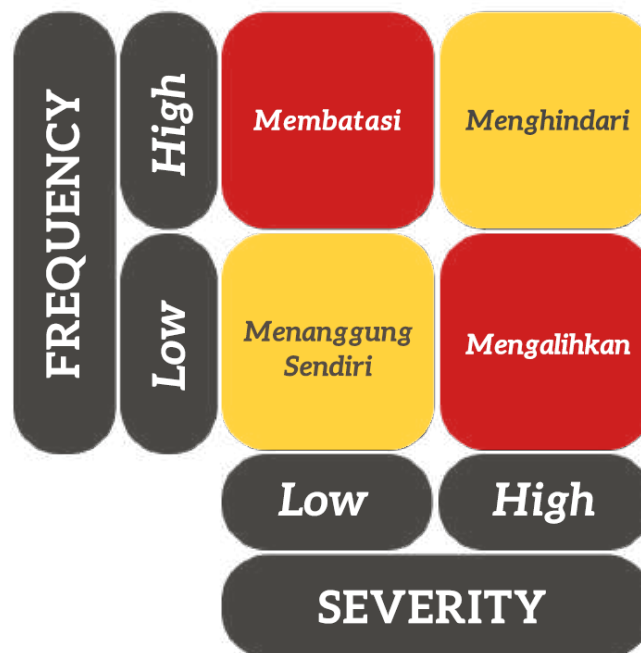 FREQUENCY
High
Membatasi
Menghindari
Low
Menanggung
Sendiri
Mengalihkan
Low
High
SEVERITY